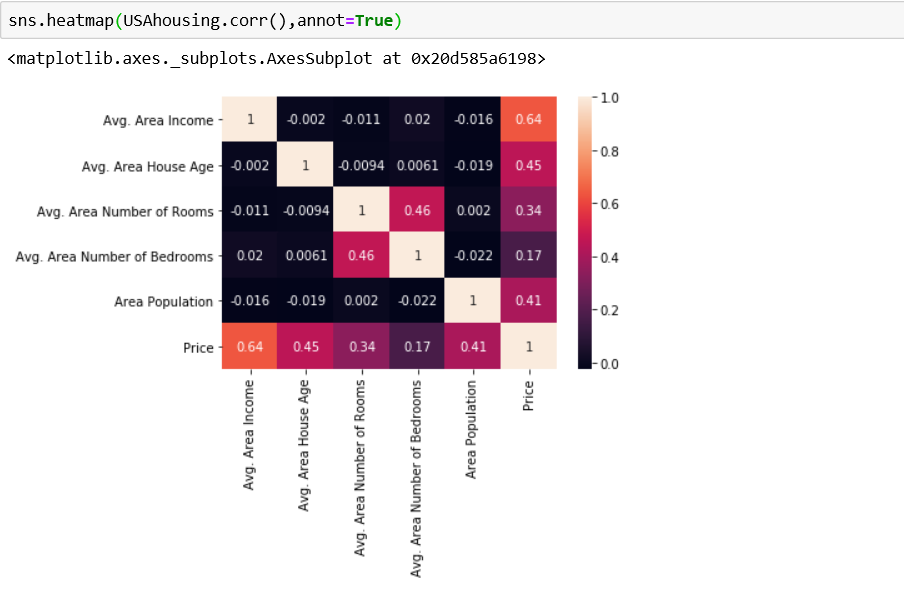 sns.heatmap(USAhousing.corr(),annot=True)
<matplotlib.axes._subplots.AxesSubplot at 0x20d585a6198>
Avg. Area Income 1 -0.002 -0.011 0.02 -0.016 0.64
Avg. Area House Age -0.002 1 -0.0094 0.0061 -0.019 0.45
Avg. Area Number of Rooms -0.011 -0.0094 1 0.46 0.002 0.34
Avg. Area Number of Bedrooms 0.02 0.0061 0.46 1 -0.022 0.17
Area Population -0.016 -0.019 0.002 -0.022 1 0.41
Price 0.64 0.45 0.34 0.17 0.41 1
Avg. Area Income
Avg. Area House Age
Avg. Area Number of Rooms
Avg. Area Number of Bedrooms
Area Population
Price
1.0
0.8
0.6
0.4
0.2
0.0